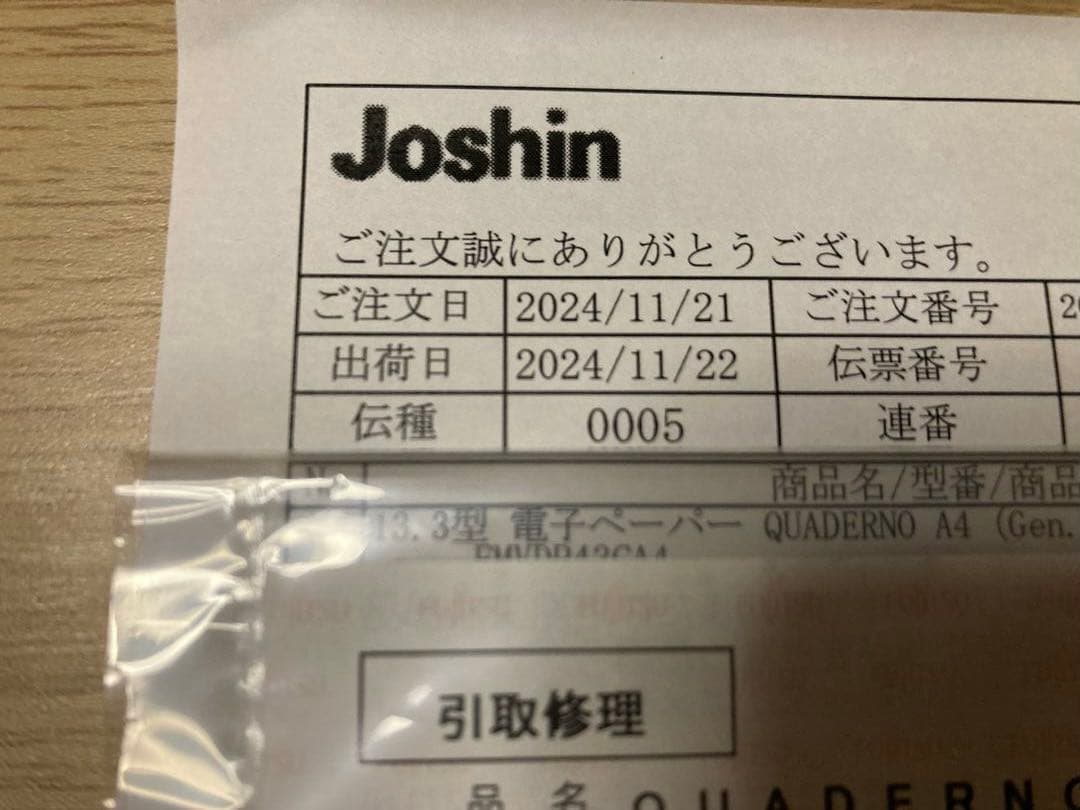 Joshin
ご注文誠にありがとうございます。
ご注文日 2024/11/21 ご注文番号 20
出荷日 2024/11/22 伝票番号
伝種 0005 連番
商品名/型番/商品
13.3型 電子ペーパー QUADERNO A4 (Gen.
引取修理
品名 QUADERNO